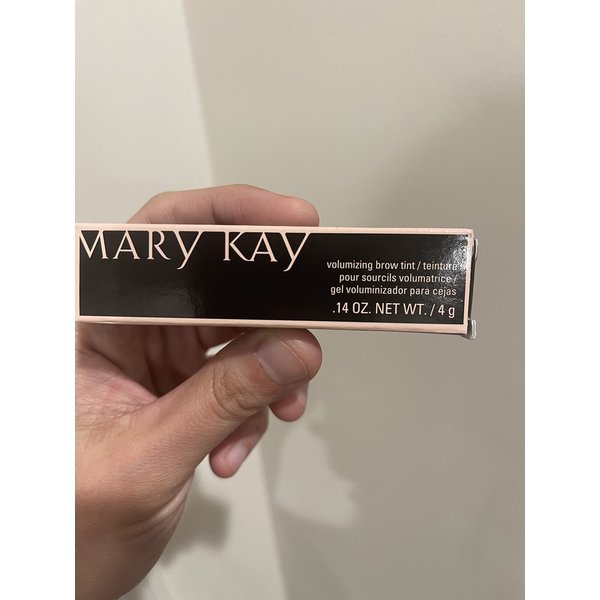 MARY KAY
volumizing brow tint / teinture
pour sourcils volumatrice /
gel voluminizador para cejas
.14 OZ. NET WT. / 4 g